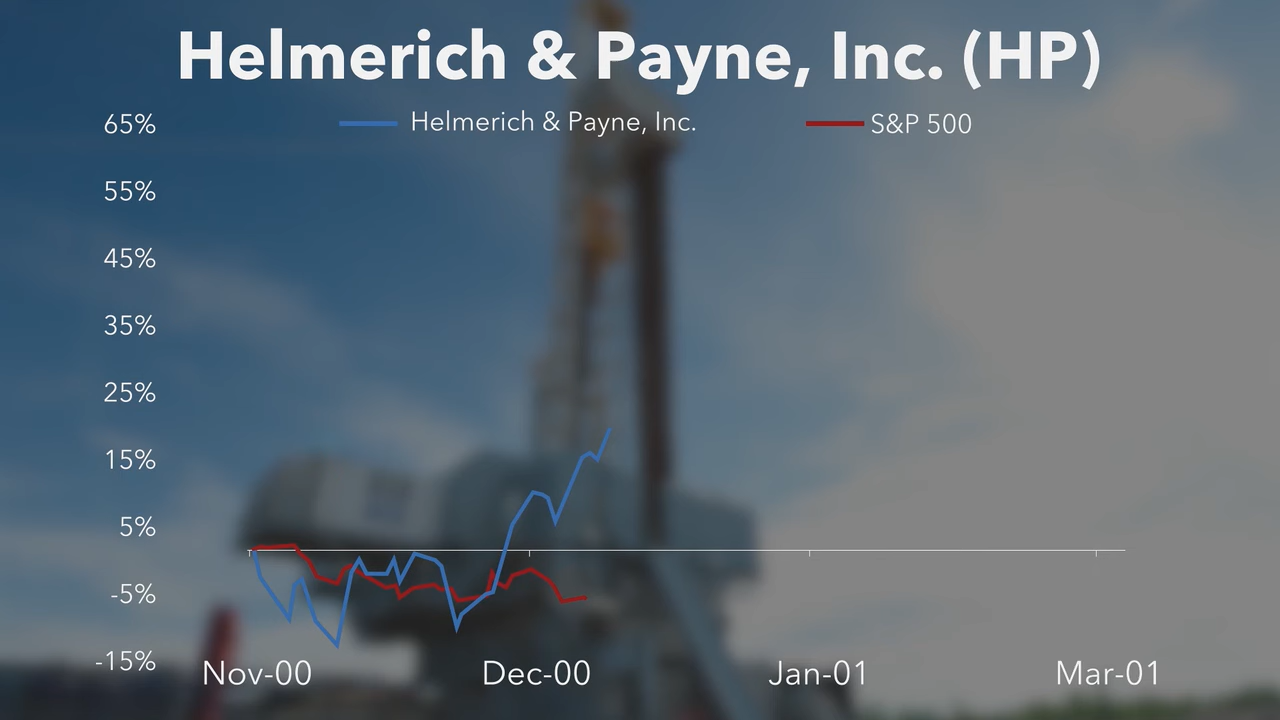 Helmerich & Payne, Inc. (HP)
Helmerich & Payne, Inc.
S&P 500
65%
55%
45%
35%
25%
15%
5%
-5%
-15%
Nov-00
Dec-00
Jan-01
Mar-01